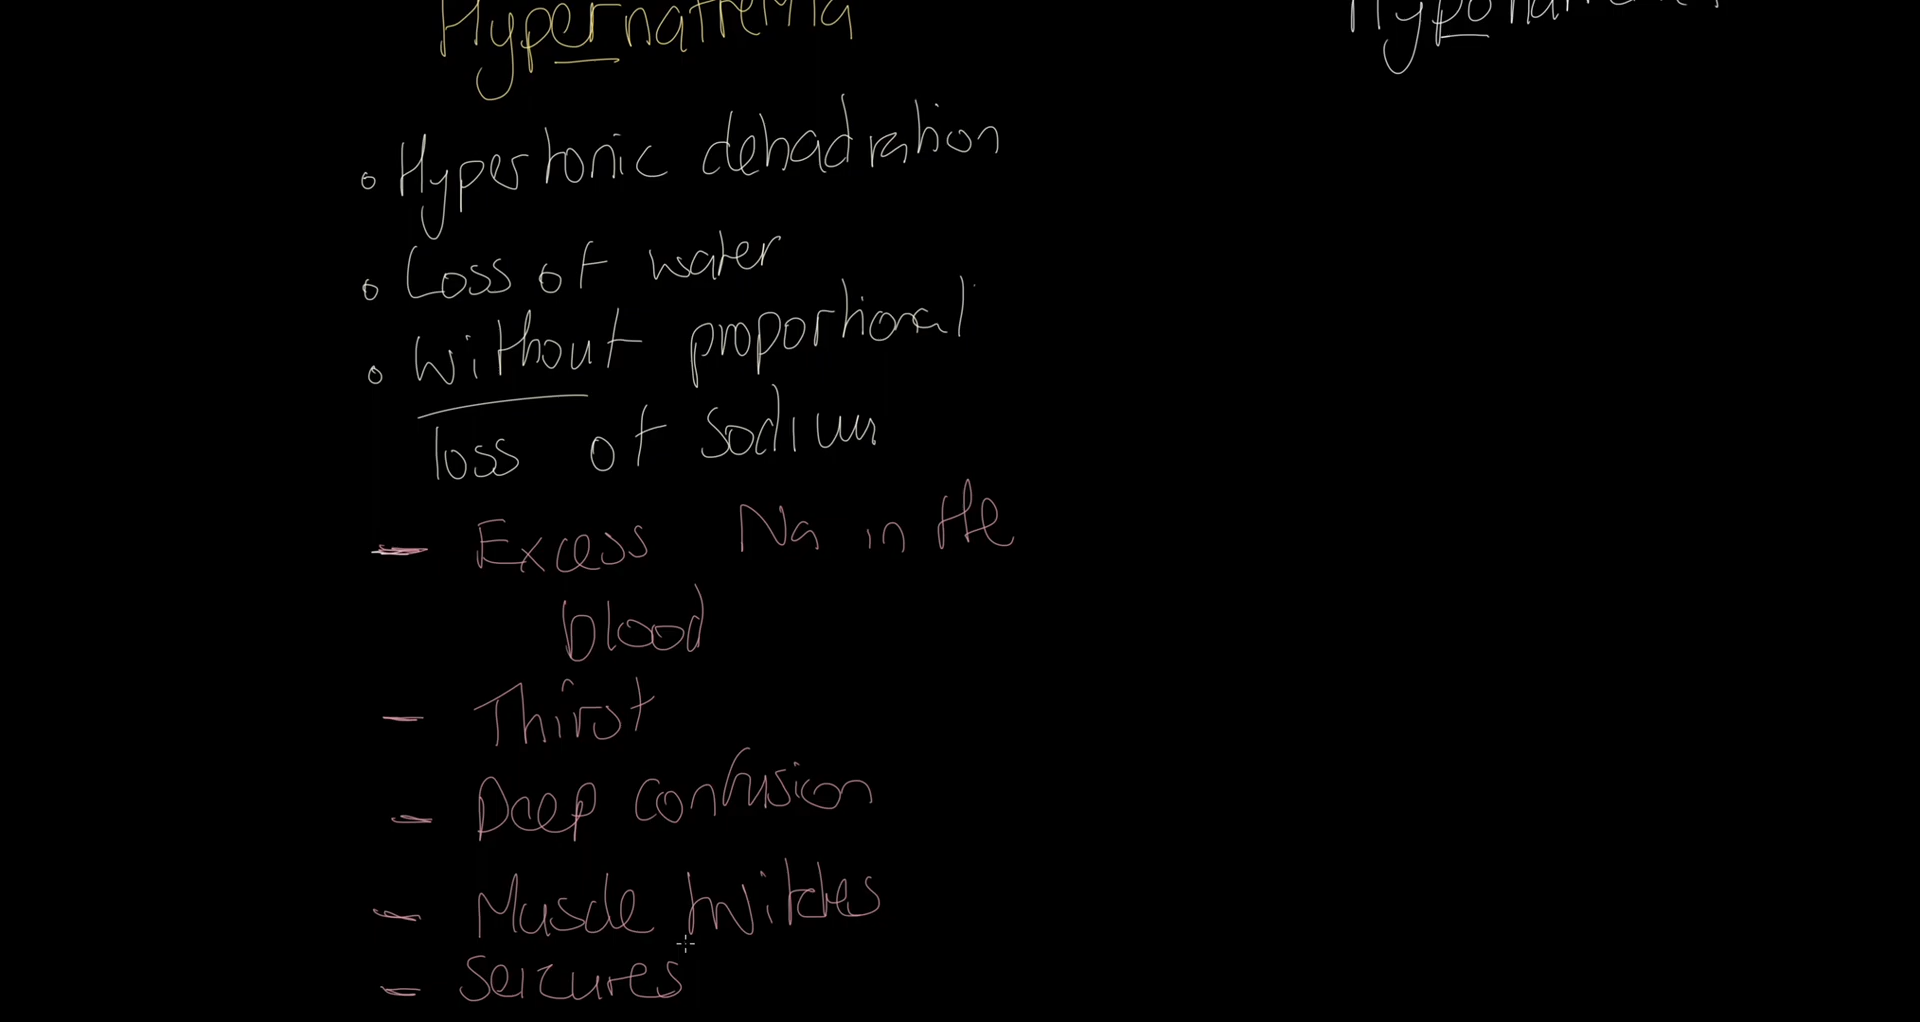 Hypernatremia
Hyponatremia
Hypertonic dehadration
Loss of water
Without proportional
loss of sodium
- Excess Na in the
blood
- Thirst
- Deep confusion
- Muscle twitches
- Seizures